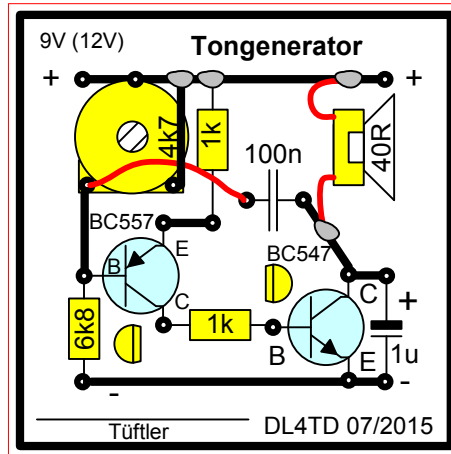 9V (12V) Tongenerator
+ +
4k7 1k 100n 40R
BC557 BC547
E
B
C C
+
6k8 1k
B E 1u
- -
Tüftler DL4TD 07/2015